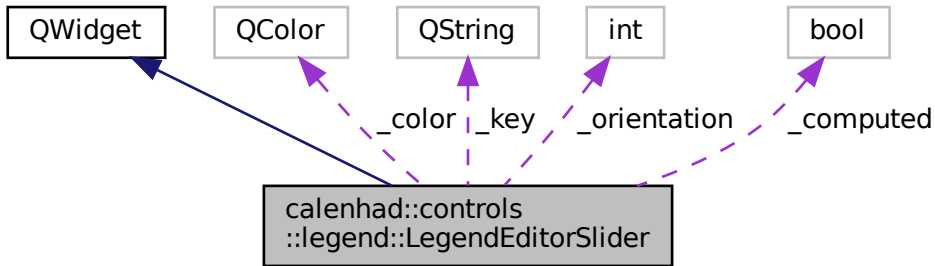 QWidget
QColor
QString
int
bool
_color
_key
_orientation
_computed
calenhad::controls
::legend::LegendEditorSlider